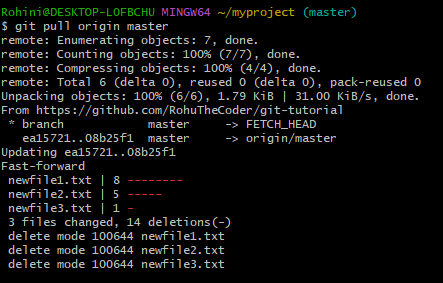 Rohini@DESKTOP-LOFBCHU MINGW64 ~/myproject (master)
$ git pull origin master
remote: Enumerating objects: 7, done.
remote: Counting objects: 100% (7/7), done.
remote: Compressing objects: 100% (4/4), done.
remote: Total 6 (delta 0), reused 0 (delta 0), pack-reused 0
Unpacking objects: 100% (6/6), 1.79 KiB | 31.00 KiB/s, done.
From https://github.com/RohuTheCoder/git-tutorial
 * branch            master     -> FETCH_HEAD
   ea15721..08b25f1  master     -> origin/master
Updating ea15721..08b25f1
Fast-forward
 newfile1.txt | 8 --------
 newfile2.txt | 5 -----
 newfile3.txt | 1 -
 3 files changed, 14 deletions(-)
 delete mode 100644 newfile1.txt
 delete mode 100644 newfile2.txt
 delete mode 100644 newfile3.txt